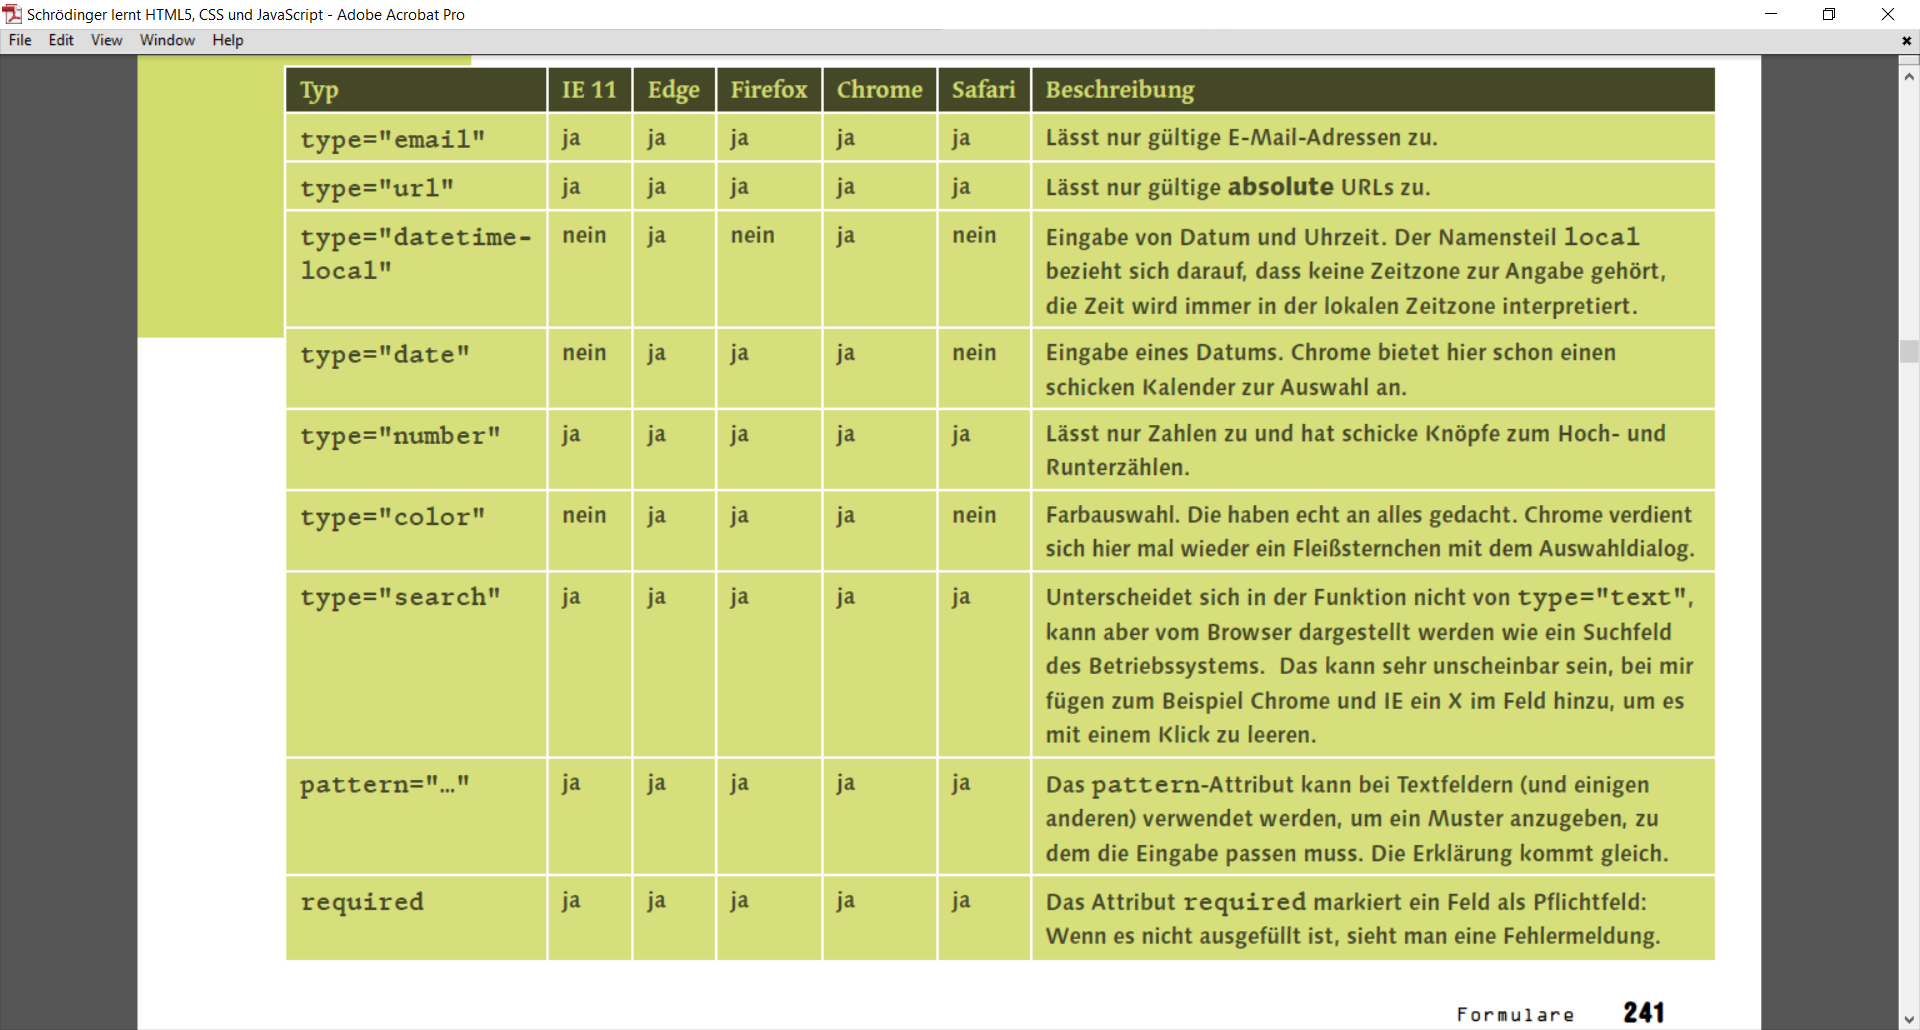 Schrödinger lernt HTML5, CSS und JavaScript - Adobe Acrobat Pro
File Edit View Window Help
Typ IE 11 Edge Firefox Chrome Safari Beschreibung
type="email" ja ja ja ja ja Lässt nur gültige E-Mail-Adressen zu.
type="url" ja ja ja ja ja Lässt nur gültige absolute URLs zu.
type="datetime- nein ja nein ja nein Eingabe von Datum und Uhrzeit. Der Namensteil local
local" bezieht sich darauf, dass keine Zeitzone zur Angabe gehört,
die Zeit wird immer in der lokalen Zeitzone interpretiert.
type="date" nein ja ja ja nein Eingabe eines Datums. Chrome bietet hier schon einen
schicken Kalender zur Auswahl an.
type="number" ja ja ja ja ja Lässt nur Zahlen zu und hat schicke Knöpfe zum Hoch- und
Runterzählen.
type="color" nein ja ja ja nein Farbauswahl. Die haben echt an alles gedacht. Chrome verdient
sich hier mal wieder ein Fleißsternchen mit dem Auswahldialog.
type="search" ja ja ja ja ja Unterscheidet sich in der Funktion nicht von type="text",
kann aber vom Browser dargestellt werden wie ein Suchfeld
des Betriebssystems. Das kann sehr unscheinbar sein, bei mir
fügen zum Beispiel Chrome und IE ein X im Feld hinzu, um es
mit einem Klick zu leeren.
pattern="…" ja ja ja ja ja Das pattern-Attribut kann bei Textfeldern (und einigen
anderen) verwendet werden, um ein Muster anzugeben, zu
dem die Eingabe passen muss. Die Erklärung kommt gleich.
required ja ja ja ja ja Das Attribut required markiert ein Feld als Pflichtfeld:
Wenn es nicht ausgefüllt ist, sieht man eine Fehlermeldung.
Formulare 241